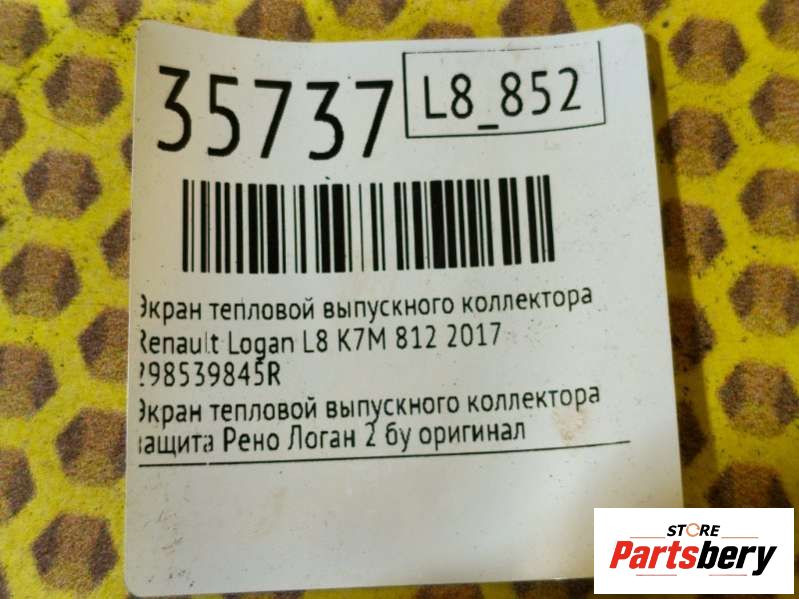 35737
L8_852
Экран тепловой выпускного коллектора
Renault Logan L8 K7M 812 2017
298539845R
Экран тепловой выпускного коллектора
защита Рено Логан 2 бу оригинал
STORE
Partsbery